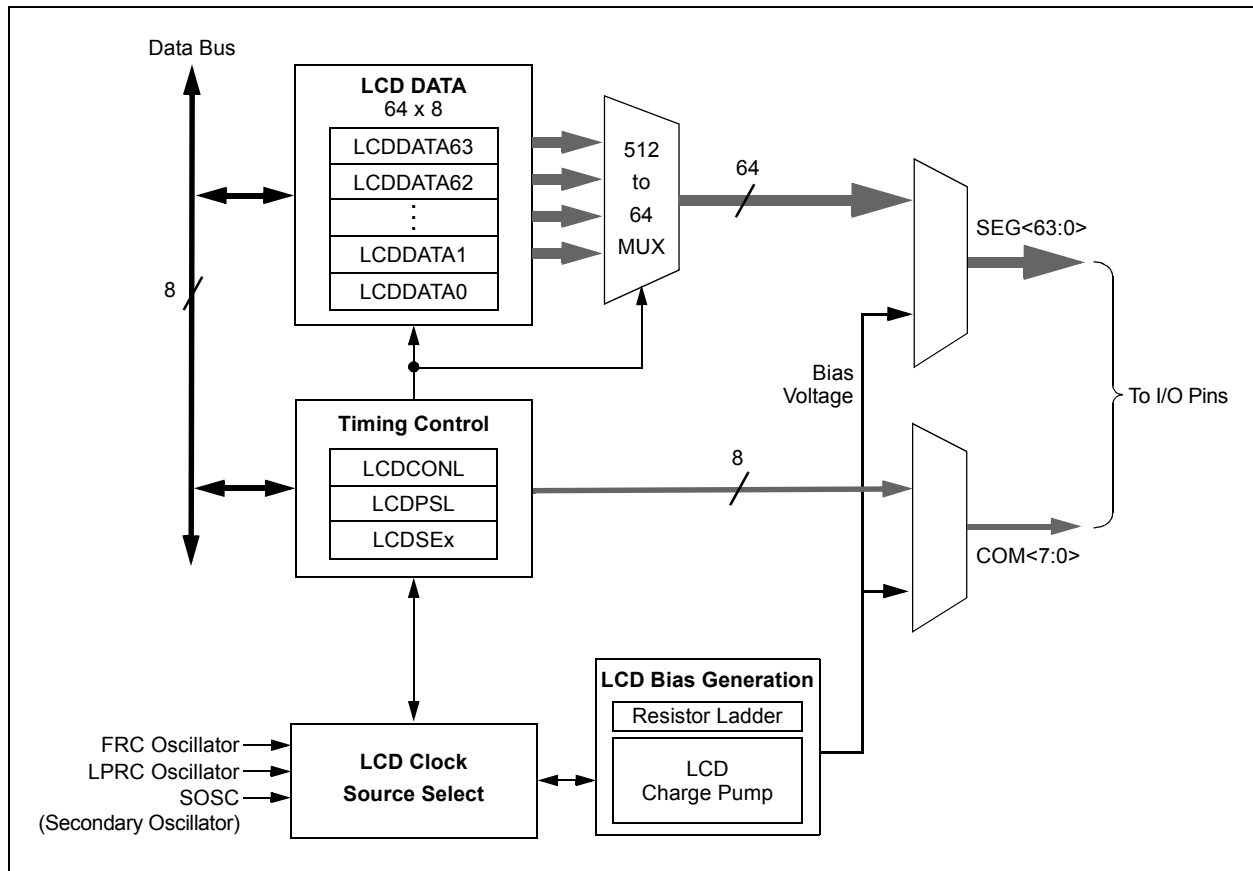 Data Bus
8
LCD DATA
64 x 8
LCDDATA63
LCDDATA62
⋮
LCDDATA1
LCDDATA0
512
to
64
MUX
64
SEG<63:0>
Bias
Voltage
To I/O Pins
Timing Control
LCDCONL
LCDPSL
LCDSEx
8
COM<7:0>
LCD Bias Generation
Resistor Ladder
LCD
Charge Pump
FRC Oscillator
LPRC Oscillator
SOSC
(Secondary Oscillator)
LCD Clock
Source Select